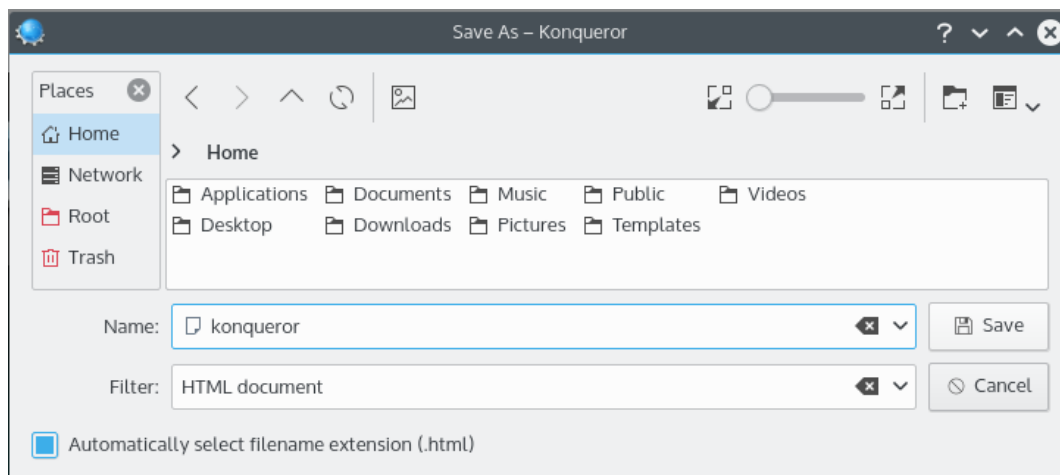 Save As – Konqueror
?
Places
Home
Network
Root
Trash
Home
Applications Documents Music Public Videos
Desktop Downloads Pictures Templates
Name: konqueror Save
Filter: HTML document Cancel
Automatically select filename extension (.html)